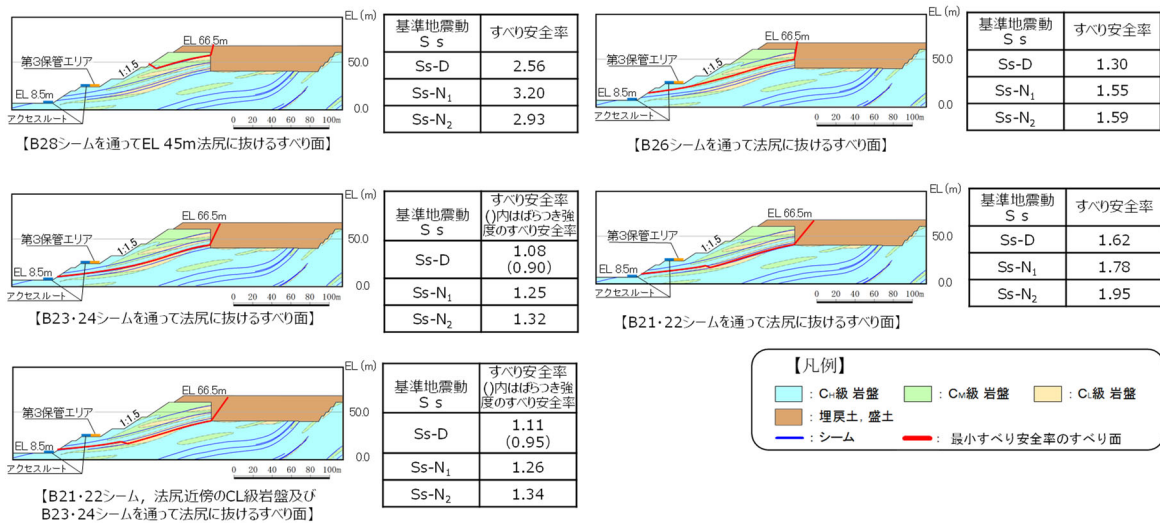 EL (m)
EL 66.5m
第3保管エリア
1:1.5
50.0
EL 8.5m
0.0
アクセスルート
0 20 40 60 80 100m
【B28シームを通ってEL 45m法尻に抜けるすべり面】
基準地震動 すべり安全率
Ss
Ss-D 2.56
Ss-N₁ 3.20
Ss-N₂ 2.93
EL (m)
EL 66.5m
第3保管エリア
1:1.5
50.0
EL 8.5m
0.0
アクセスルート
0 20 40 60 80 100m
【B26シームを通って法尻に抜けるすべり面】
基準地震動 すべり安全率
Ss
Ss-D 1.30
Ss-N₁ 1.55
Ss-N₂ 1.59
EL (m)
EL 66.5m
第3保管エリア
1:1.5
50.0
EL 8.5m
0.0
アクセスルート
0 20 40 60 80 100m
【B23・24シームを通って法尻に抜けるすべり面】
基準地震動
Ss
すべり安全率
()内はばらつき強
度のすべり安全率
Ss-D 1.08
(0.90)
Ss-N₁ 1.25
Ss-N₂ 1.32
EL (m)
EL 66.5m
第3保管エリア
1:1.5
50.0
EL 8.5m
0.0
アクセスルート
0 20 40 60 80 100m
【B21・22シームを通って法尻に抜けるすべり面】
基準地震動 すべり安全率
Ss
Ss-D 1.62
Ss-N₁ 1.78
Ss-N₂ 1.95
EL (m)
EL 66.5m
第3保管エリア
1:1.5
50.0
EL 8.5m
0.0
アクセスルート
0 20 40 60 80 100m
【B21・22シーム,法尻近傍のCL級岩盤及び
B23・24シームを通って法尻に抜けるすべり面】
基準地震動
Ss
すべり安全率
()内はばらつき強
度のすべり安全率
Ss-D 1.11
(0.95)
Ss-N₁ 1.26
Ss-N₂ 1.34
【凡例】
:CH級 岩盤 :CM級 岩盤 :CL級 岩盤
:埋戻土,盛土
:シーム :最小すべり安全率のすべり面